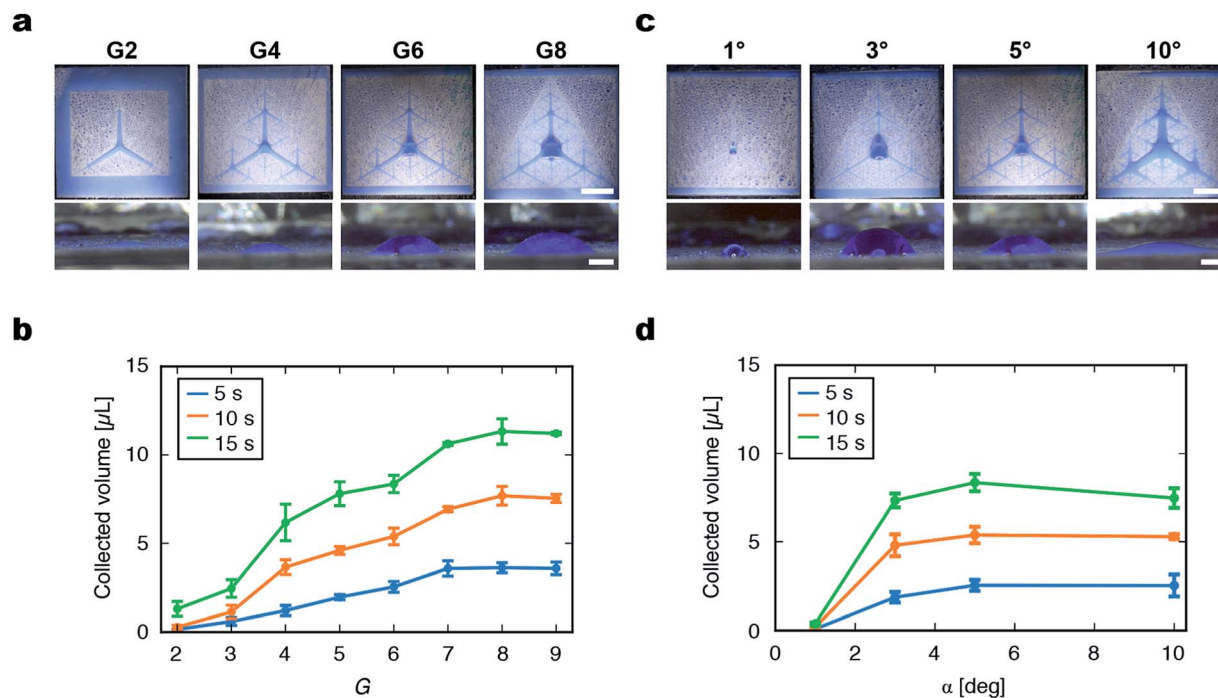 a
G2 G4 G6 G8
c
1° 3° 5° 10°
b
15
10
5
0
Collected volume [µL]
5 s
10 s
15 s
2 3 4 5 6 7 8 9
G
d
15
10
5
0
Collected volume [µL]
5 s
10 s
15 s
0 2 4 6 8 10
α [deg]